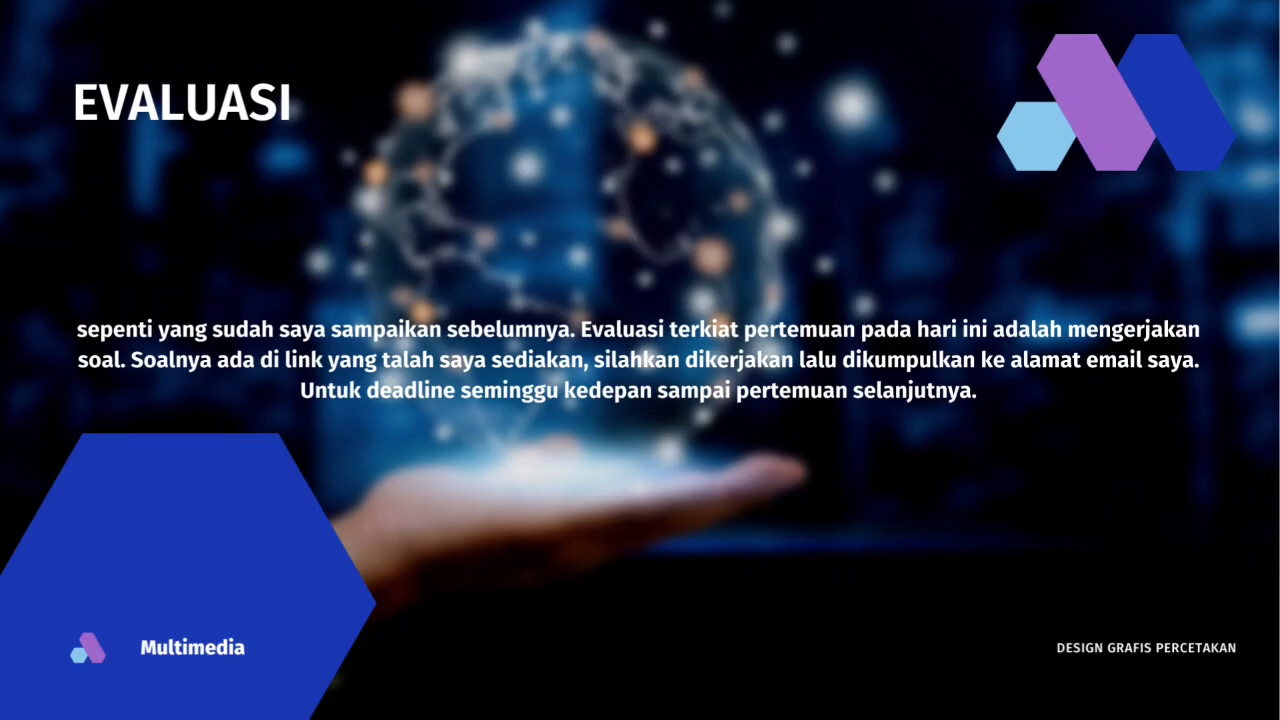 EVALUASI
sepenti yang sudah saya sampaikan sebelumnya. Evaluasi terkiat pertemuan pada hari ini adalah mengerjakan
soal. Soalnya ada di link yang talah saya sediakan, silahkan dikerjakan lalu dikumpulkan ke alamat email saya.
Untuk deadline seminggu kedepan sampai pertemuan selanjutnya.
Multimedia
DESIGN GRAFIS PERCETAKAN